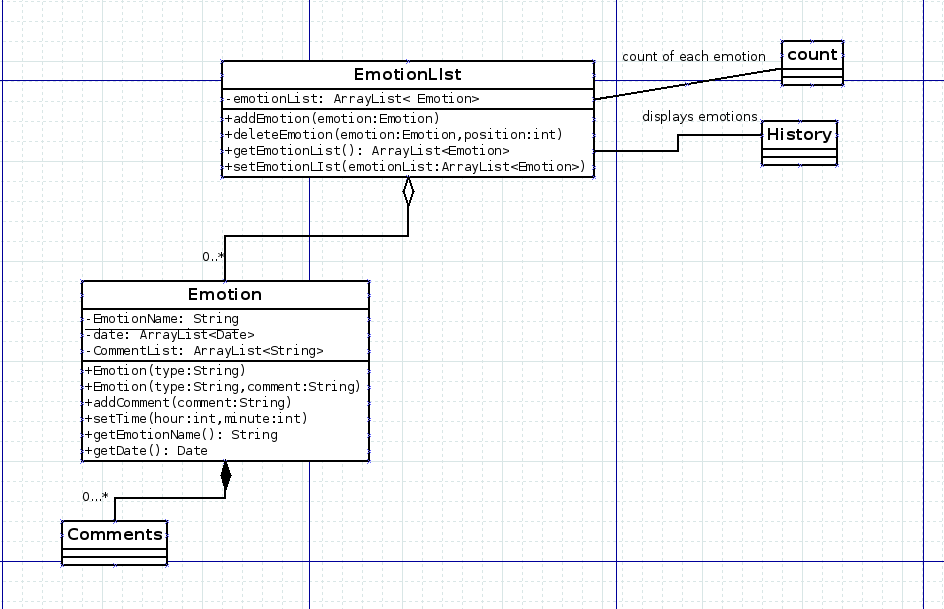 count of each emotion
count
EmotionLIst
-emotionList: ArrayList< Emotion>
+addEmotion(emotion:Emotion)
+deleteEmotion(emotion:Emotion,position:int)
+getEmotionList(): ArrayList<Emotion>
+setEmotionLIst(emotionList:ArrayList<Emotion>)
displays emotions
History
0..*
Emotion
-EmotionName: String
-date: ArrayList<Date>
-CommentList: ArrayList<String>
+Emotion(type:String)
+Emotion(type:String,comment:String)
+addComment(comment:String)
+setTime(hour:int,minute:int)
+getEmotionName(): String
+getDate(): Date
0...*
Comments